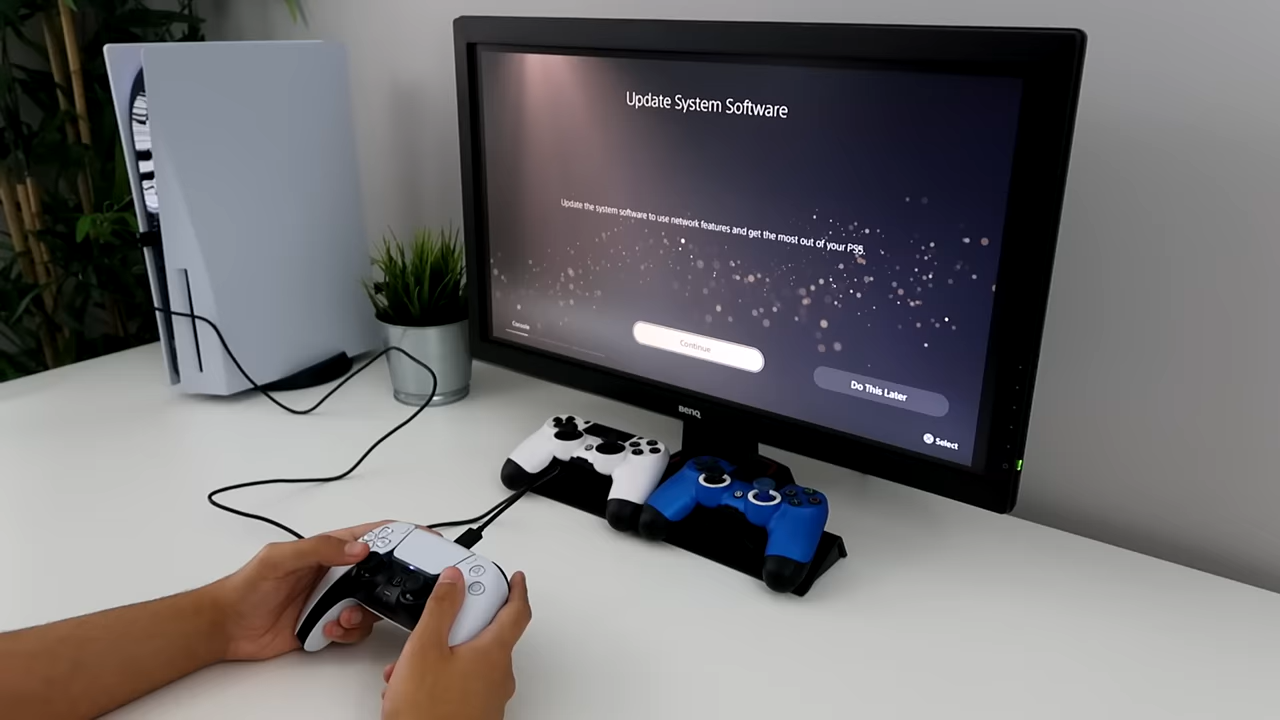 Update System Software
Update the system software to use network features and get the most out of your PS5.
Console
Continue
Do This Later
Select
BenQ